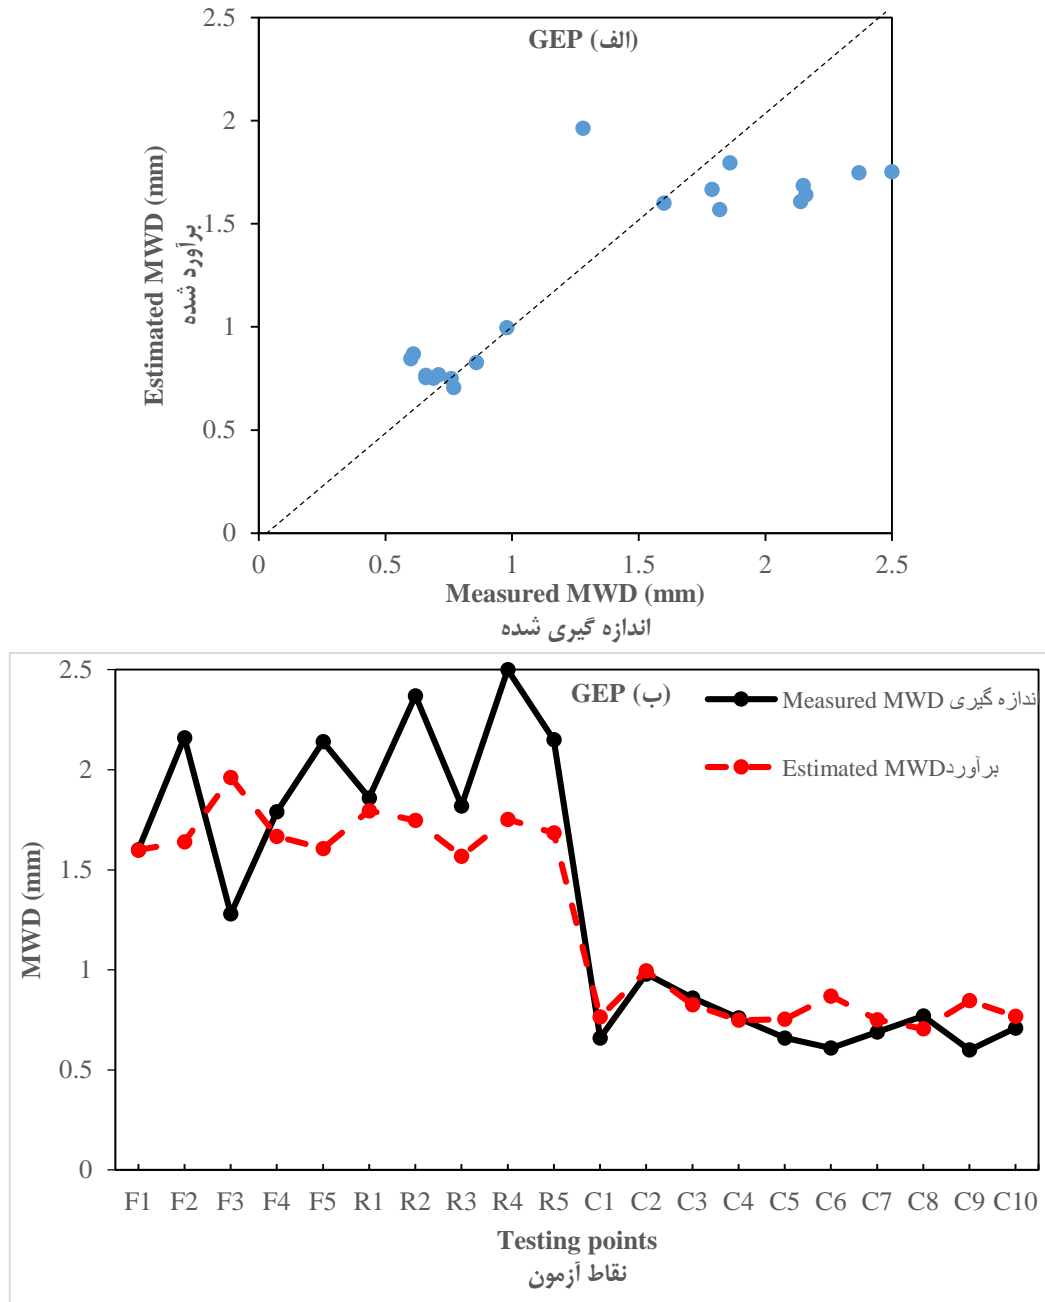 GEP (الف)
2.5
2
1.5
1
0.5
0
Estimated MWD (mm)
برآورد شده
0 0.5 1 1.5 2 2.5
Measured MWD (mm)
اندازه گیری شده
GEP (ب)
Measured MWD اندازه گیری
Estimated MWD برآورد
2.5
2
1.5
1
0.5
0
MWD (mm)
F1 F2 F3 F4 F5 R1 R2 R3 R4 R5 C1 C2 C3 C4 C5 C6 C7 C8 C9 C10
Testing points
نقاط آزمون